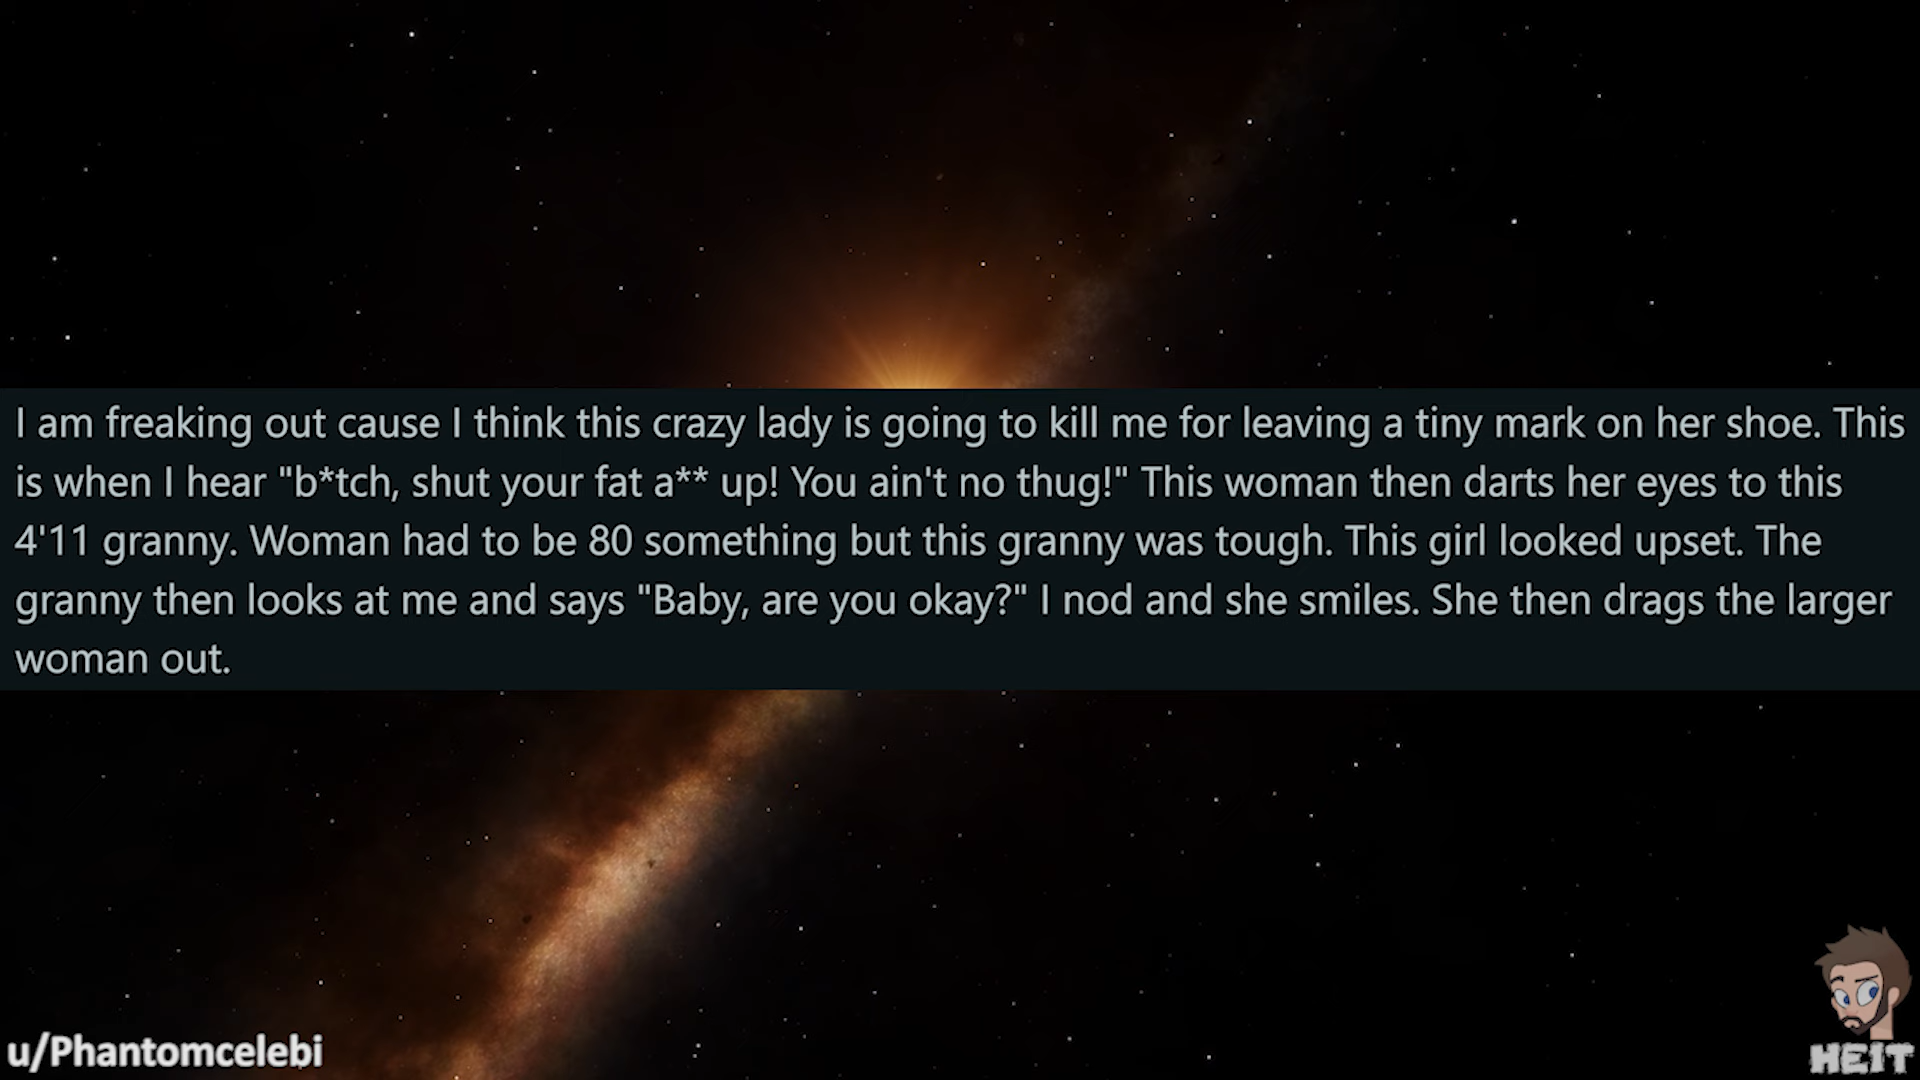 I am freaking out cause I think this crazy lady is going to kill me for leaving a tiny mark on her shoe. This
is when I hear "b*tch, shut your fat a** up! You ain't no thug!" This woman then darts her eyes to this
4'11 granny. Woman had to be 80 something but this granny was tough. This girl looked upset. The
granny then looks at me and says "Baby, are you okay?" I nod and she smiles. She then drags the larger
woman out.
u/Phantomcelebi
HEIT